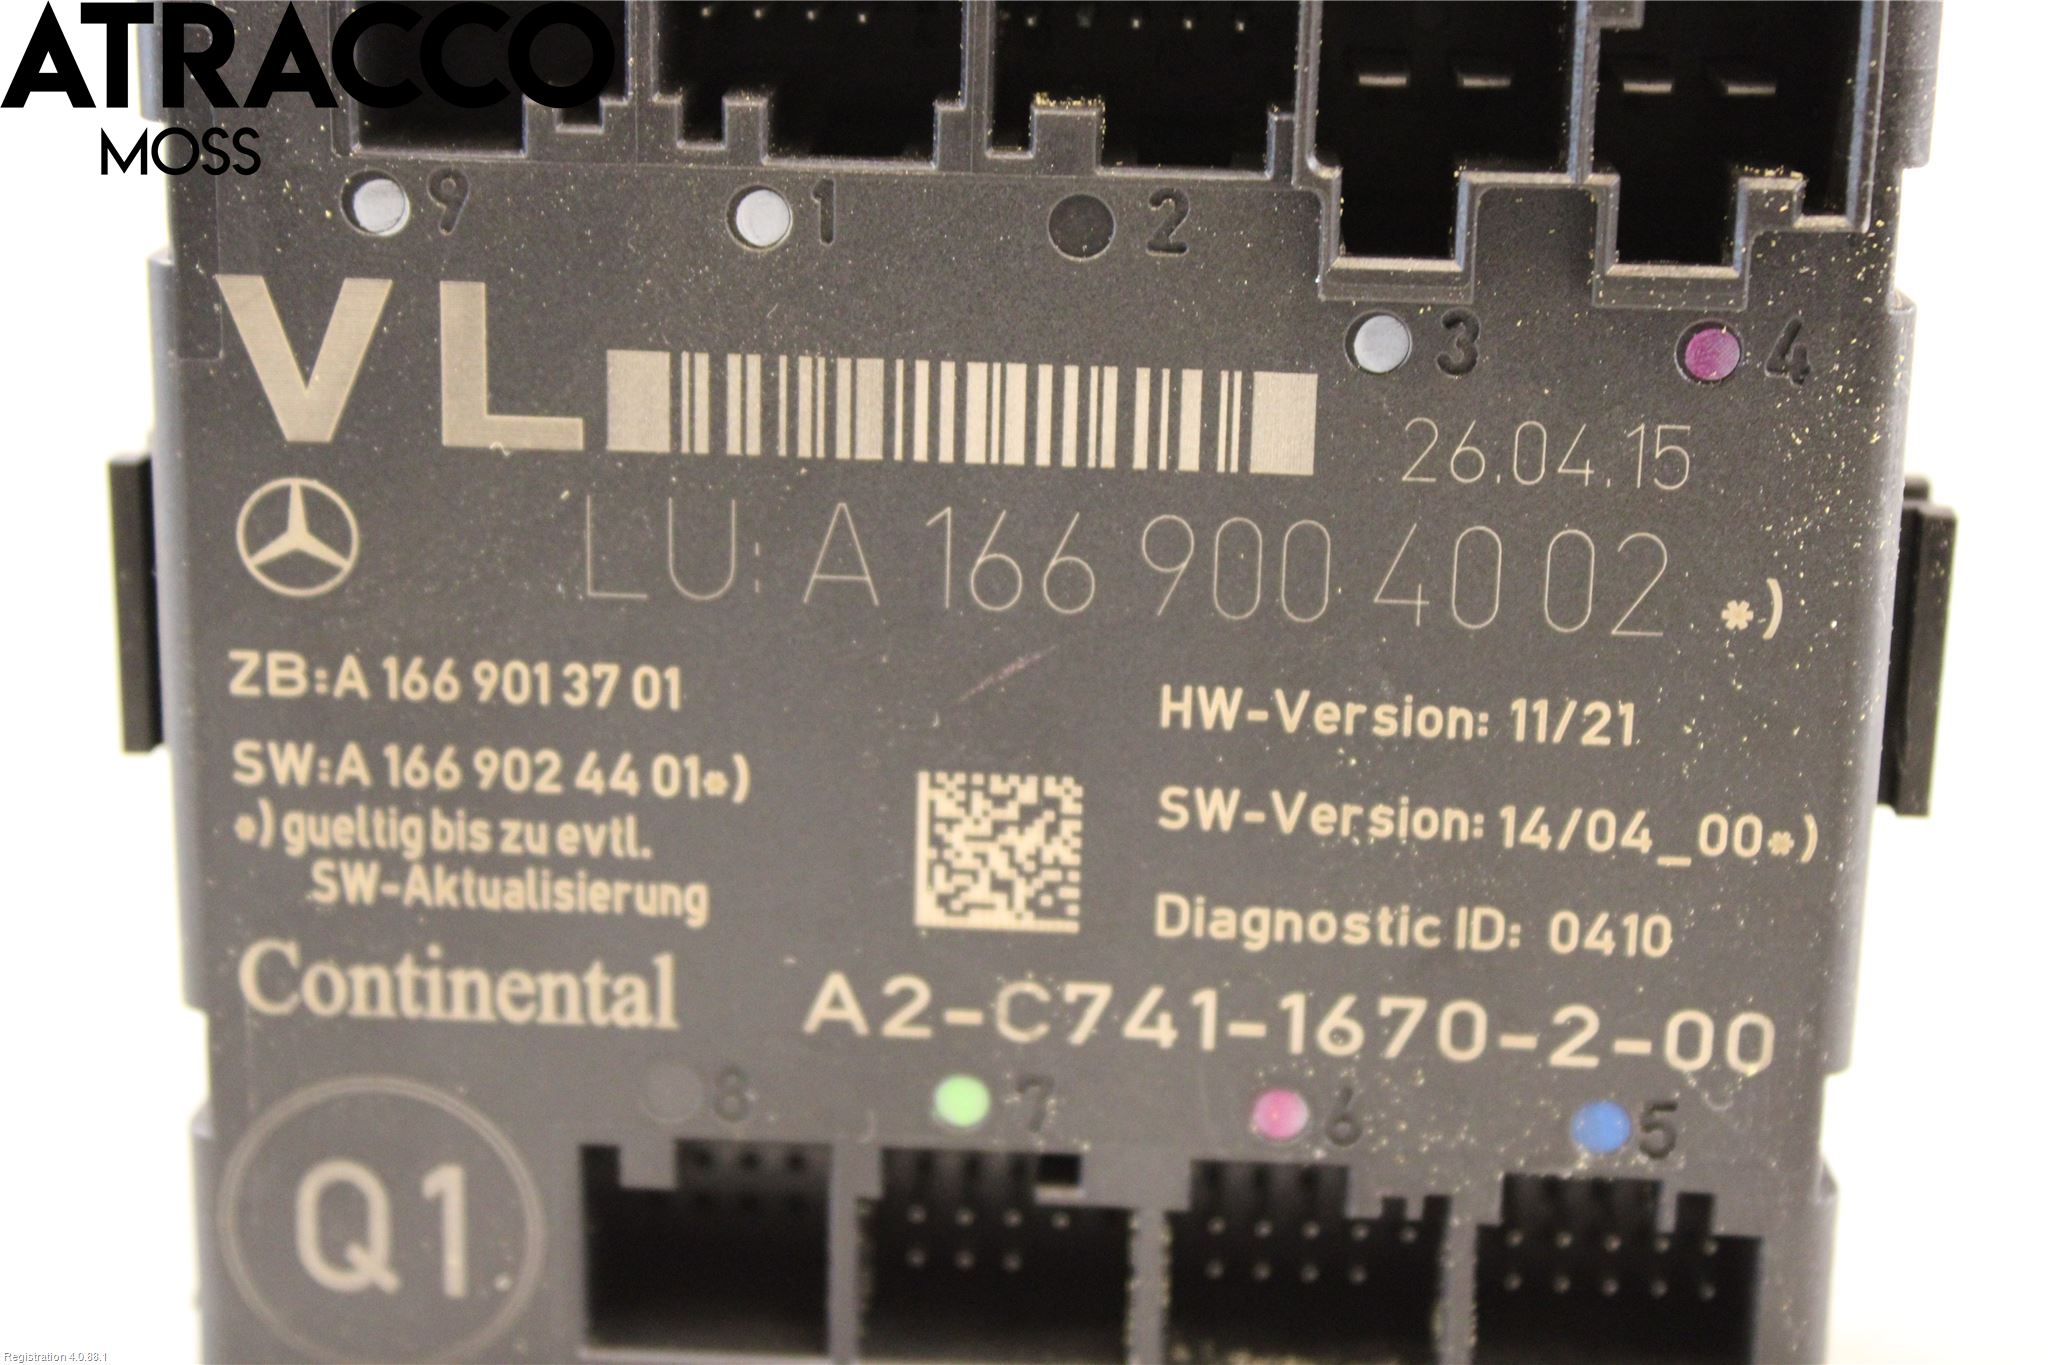 ATRACCO
MOSS
9 1 2
3 4
VL
26.04.15
LU: A 166 900 40 02 *)
ZB:A 166 901 37 01
HW-Version: 11/21
SW:A 166 902 44 01*)
SW-Version: 14/04_00*)
*) gueltig bis zu evtl.
SW-Aktualisierung
Diagnostic ID: 0410
Continental
A2-C741-1670-2-00
8 7 6 5
Q1
Registration 4.0.88.1